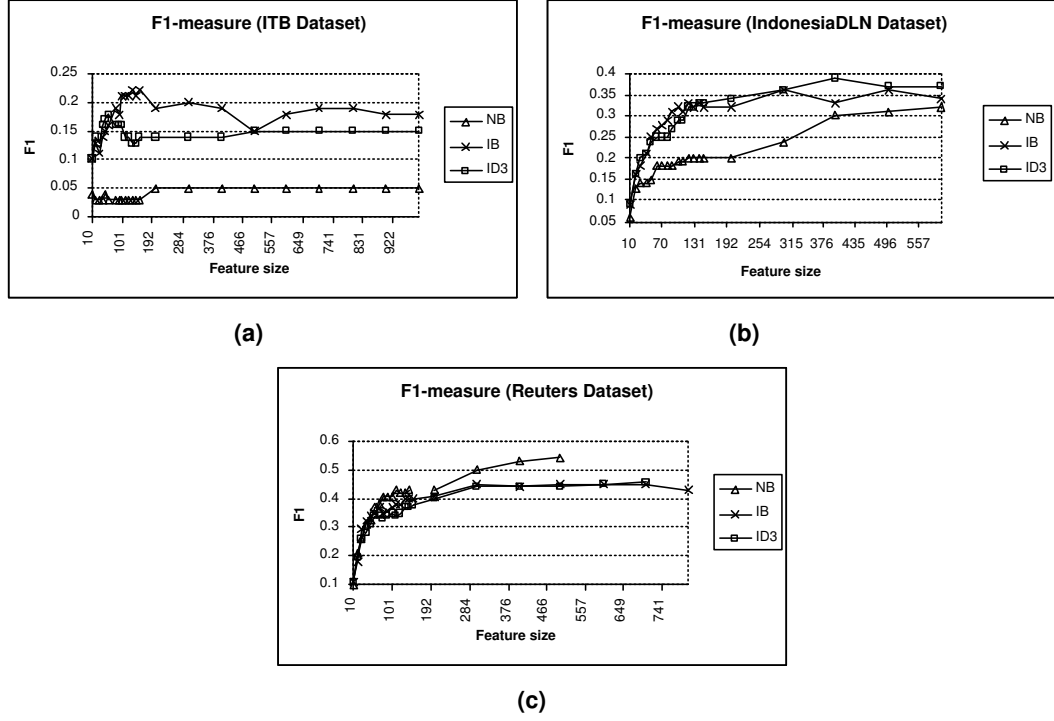 F1-measure (ITB Dataset)
0.25
0.2
0.15
0.1
0.05
0
F1
10
101
192
284
376
466
557
649
741
831
922
Feature size
NB
IB
ID3
(a)
F1-measure (IndonesiaDLN Dataset)
0.4
0.35
0.3
0.25
0.2
0.15
0.1
0.05
F1
10 70 131 192 254 315 376 435 496 557
Feature size
NB
IB
ID3
(b)
F1-measure (Reuters Dataset)
0.6
0.5
0.4
0.3
0.2
0.1
F1
10
101
192
284
376
466
557
649
741
Feature size
NB
IB
ID3
(c)